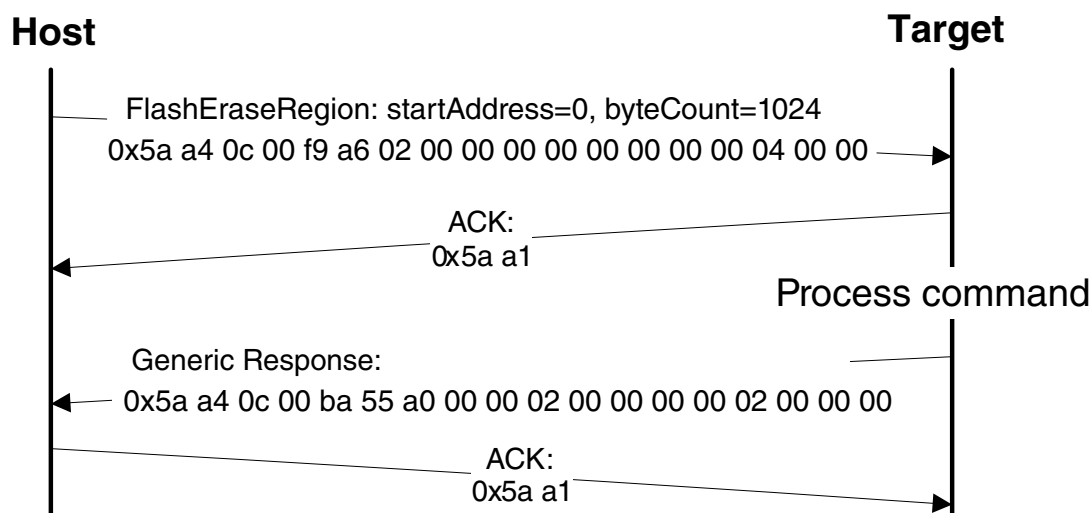 Host
Target
FlashEraseRegion: startAddress=0, byteCount=1024
0x5a a4 0c 00 f9 a6 02 00 00 00 00 00 00 00 00 04 00 00
ACK:
0x5a a1
Process command
Generic Response:
0x5a a4 0c 00 ba 55 a0 00 00 02 00 00 00 00 02 00 00 00
ACK:
0x5a a1